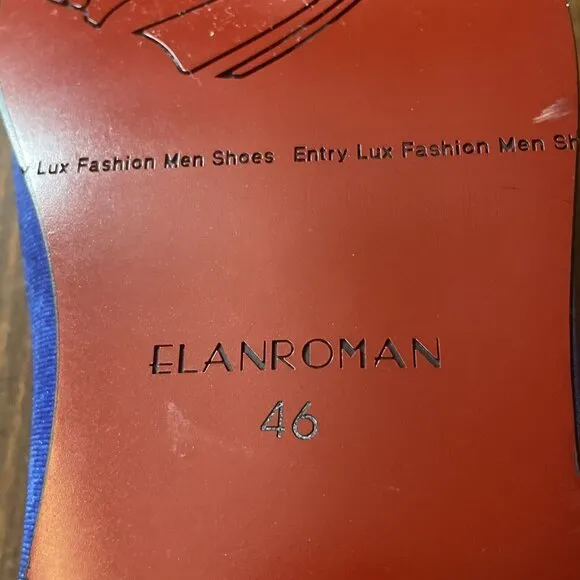 Lux Fashion Men Shoes Entry Lux Fashion Men
ELANROMAN
46